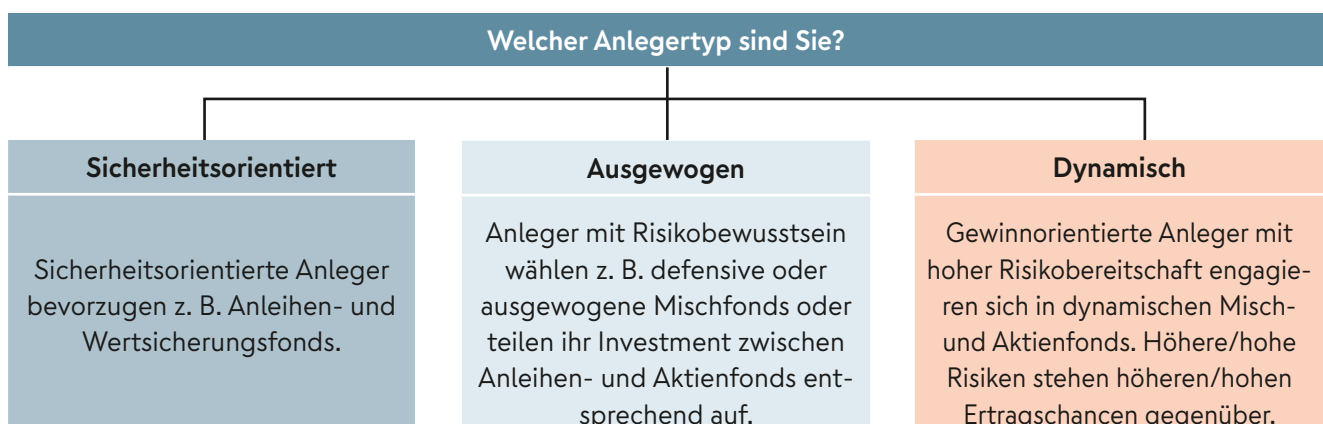 Welcher Anlegertyp sind Sie?
Sicherheitsorientiert
Sicherheitsorientierte Anleger
bevorzugen z. B. Anleihen- und
Wertsicherungsfonds.
Ausgewogen
Anleger mit Risikobewusstsein
wählen z. B. defensive oder
ausgewogene Mischfonds oder
teilen ihr Investment zwischen
Anleihen- und Aktienfonds ent-
sprechend auf.
Dynamisch
Gewinnorientierte Anleger mit
hoher Risikobereitschaft engagie-
ren sich in dynamischen Misch-
und Aktienfonds. Höhere/hohe
Risiken stehen höheren/hohen
Ertragschancen gegenüber.